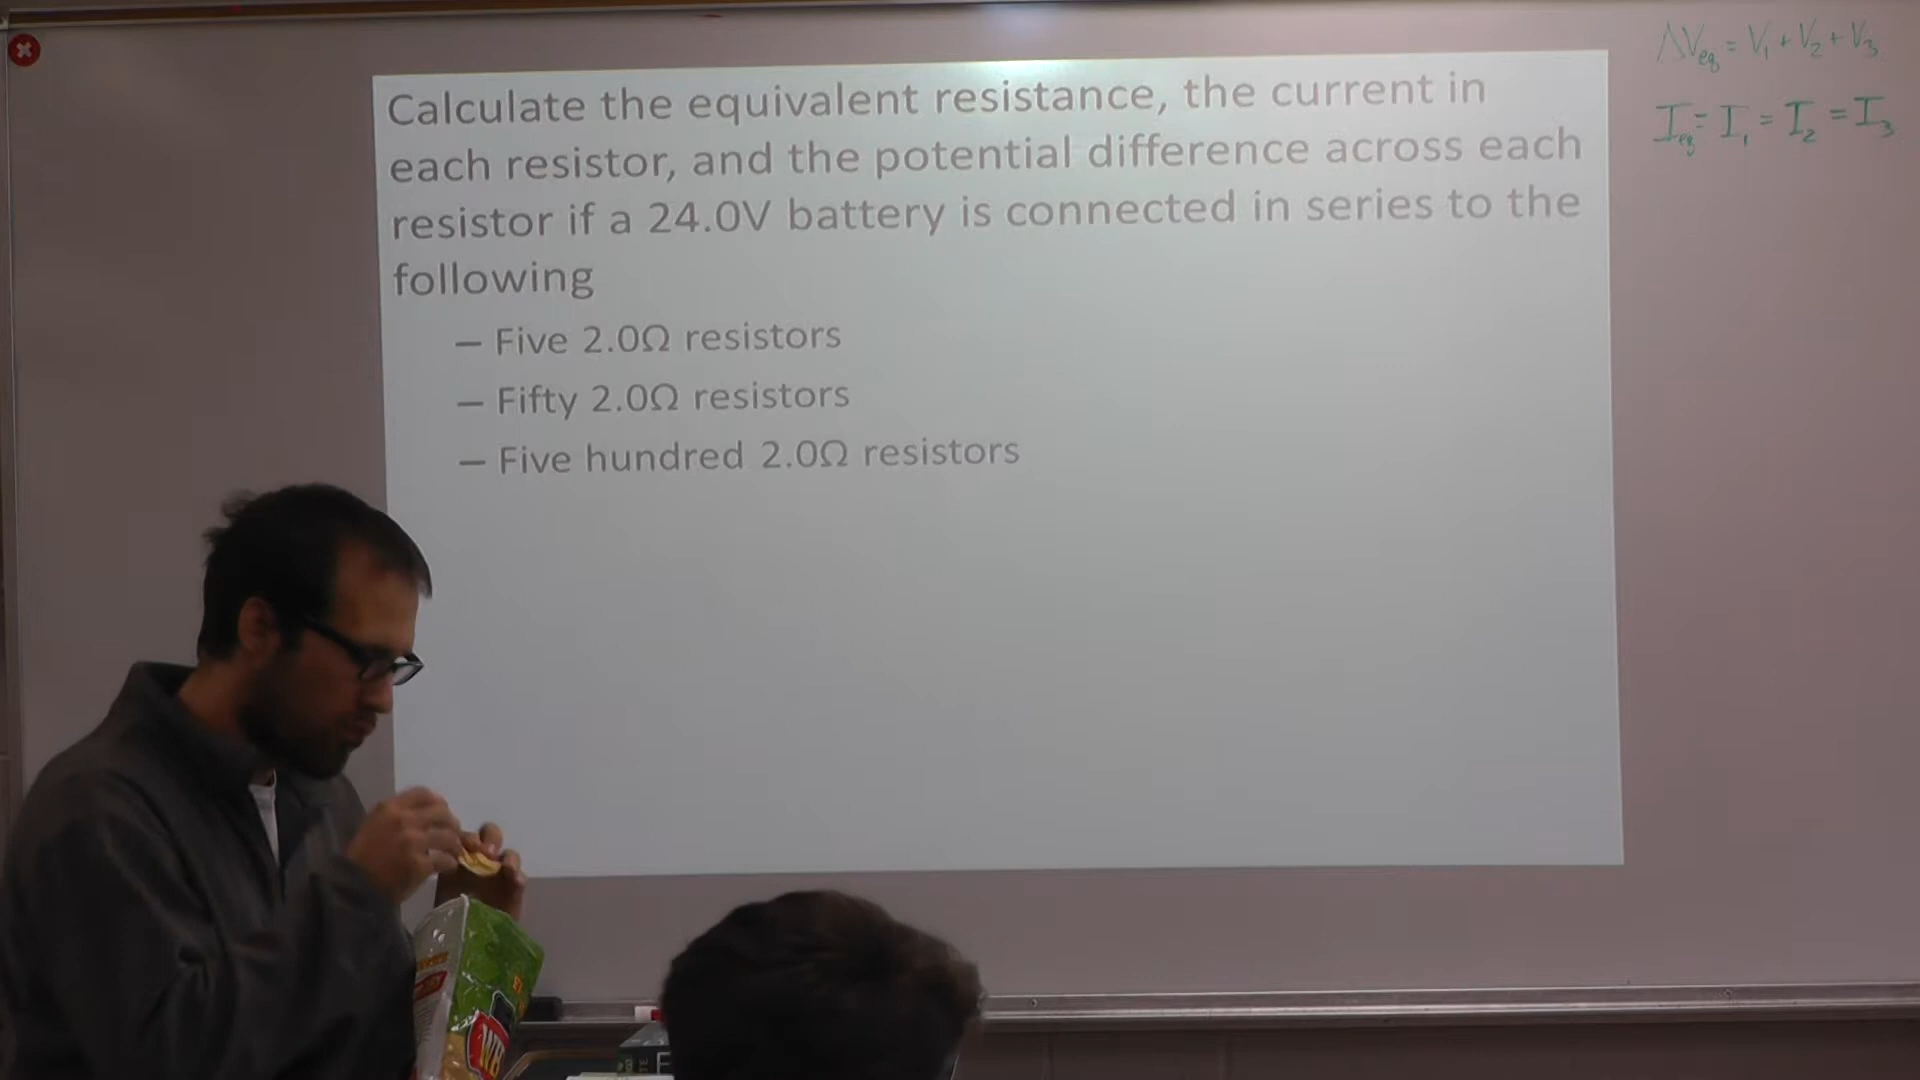 Calculate the equivalent resistance, the current in
each resistor, and the potential difference across each
resistor if a 24.0V battery is connected in series to the
following
– Five 2.0Ω resistors
– Fifty 2.0Ω resistors
– Five hundred 2.0Ω resistors
ΔVeq = V1 + V2 + V3
Ieq = I1 = I2 = I3